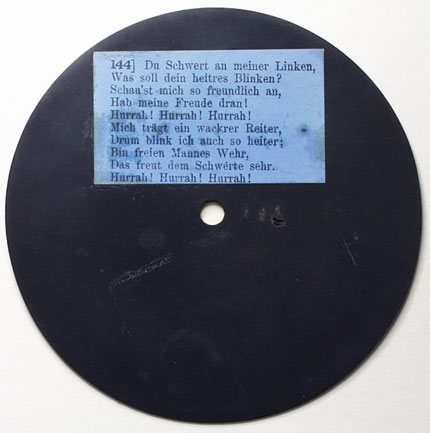 144] Du Schwert an meiner Linken,
Was soll dein heitres Blinken?
Schau'st mich so freundlich an,
Hab meine Freude dran!
Hurrah! Hurrah! Hurrah!
Mich trägt ein wackrer Reiter,
Drum blink ich auch so heiter;
Bin freien Mannes Wehr,
Das freut dem Schwerte sehr.
Hurrah! Hurrah! Hurrah!